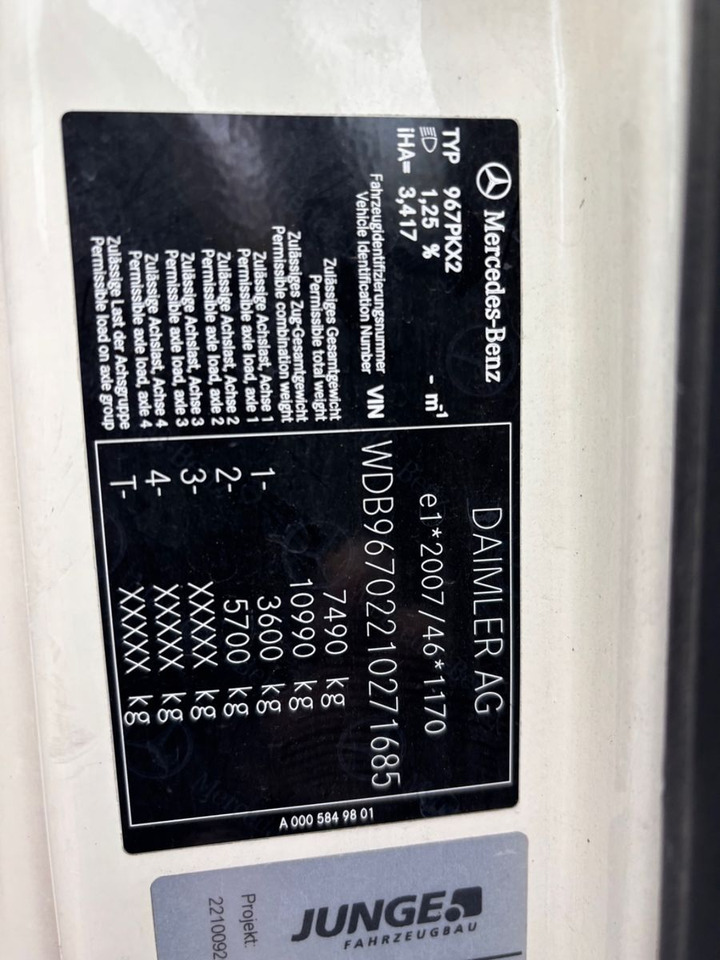 Mercedes-Benz
TYP 967PKX2
1,25 % - m-1
iHA= 3,417
DAIMLER AG
e1*2007/46*1170
Fahrzeugidentifizierungsnummer
Vehicle Identification Number VIN WDB96702210271685
Zulässiges Gesamtgewicht
Permissible total weight 7490 kg
Zulässiges Zug-Gesamtgewicht
Permissible combination weight 10990 kg
Zulässige Achslast, Achse 1
Permissible axle load, axle 1 1- 3600 kg
Zulässige Achslast, Achse 2
Permissible axle load, axle 2 2- 5700 kg
Zulässige Achslast, Achse 3
Permissible axle load, axle 3 3- XXXXX kg
Zulässige Achslast, Achse 4
Permissible axle load, axle 4 4- XXXXX kg
Zulässige Last der Achsgruppe
Permissible load on axle group T- XXXXX kg
A 000 584 98 01
JUNGE
FAHRZEUGBAU
Projekt:
2210092